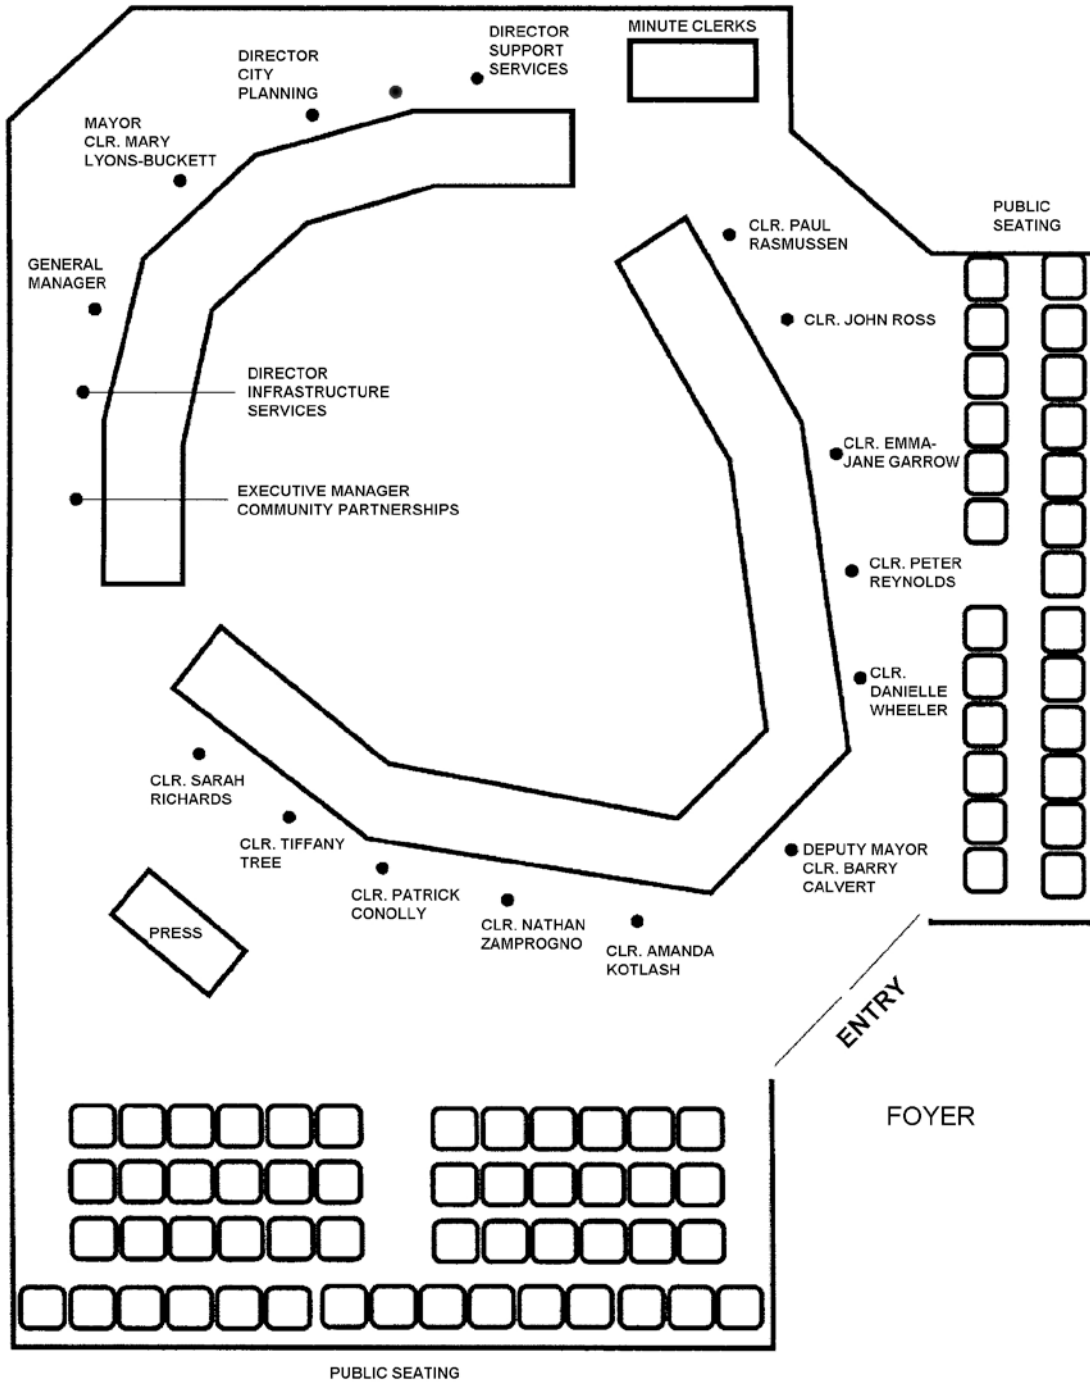 MINUTE CLERKS
DIRECTOR
SUPPORT
SERVICES
DIRECTOR
CITY
PLANNING
MAYOR
CLR. MARY
LYONS-BUCKETT
GENERAL
MANAGER
DIRECTOR
INFRASTRUCTURE
SERVICES
EXECUTIVE MANAGER
COMMUNITY PARTNERSHIPS
CLR. PAUL
RASMUSSEN
CLR. JOHN ROSS
CLR. EMMA-
JANE GARROW
CLR. PETER
REYNOLDS
CLR.
DANIELLE
WHEELER
DEPUTY MAYOR
CLR. BARRY
CALVERT
PUBLIC
SEATING
CLR. SARAH
RICHARDS
CLR. TIFFANY
TREE
CLR. PATRICK
CONOLLY
CLR. NATHAN
ZAMPROGNO
CLR. AMANDA
KOTLASH
PRESS
ENTRY
FOYER
PUBLIC SEATING